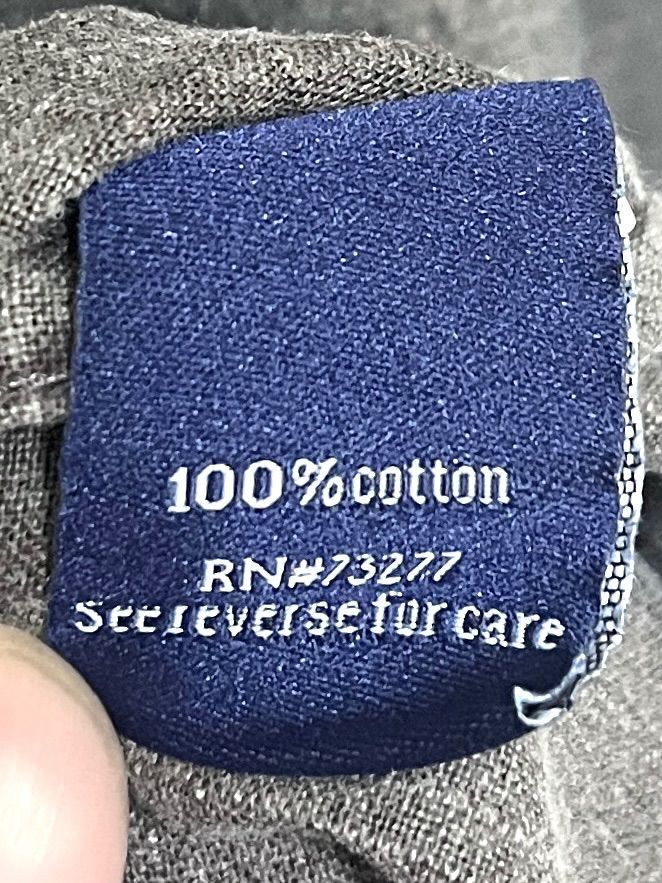 100% cotton
RN#73277
See reverse for care